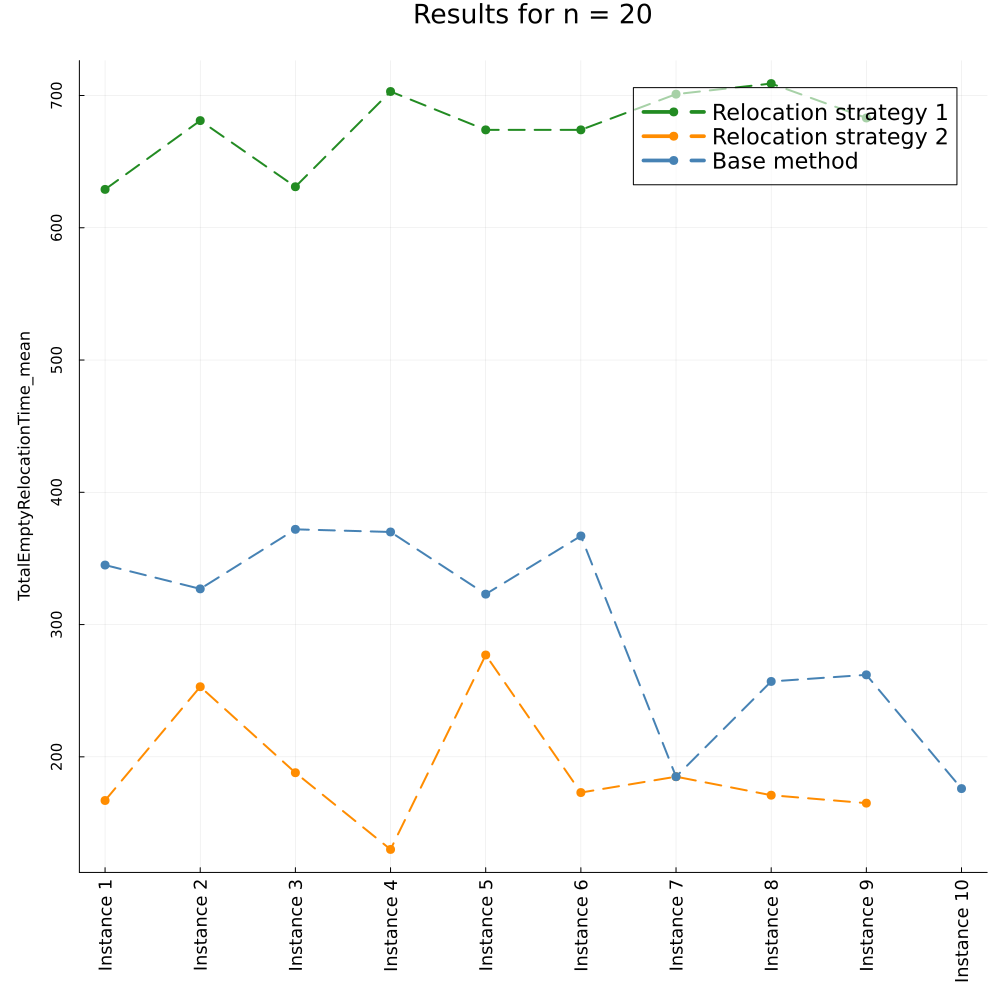 Results for n = 20
Relocation strategy 1
Relocation strategy 2
Base method
TotalEmptyRelocationTime_mean
700
600
500
400
300
200
Instance 1
Instance 2
Instance 3
Instance 4
Instance 5
Instance 6
Instance 7
Instance 8
Instance 9
Instance 10